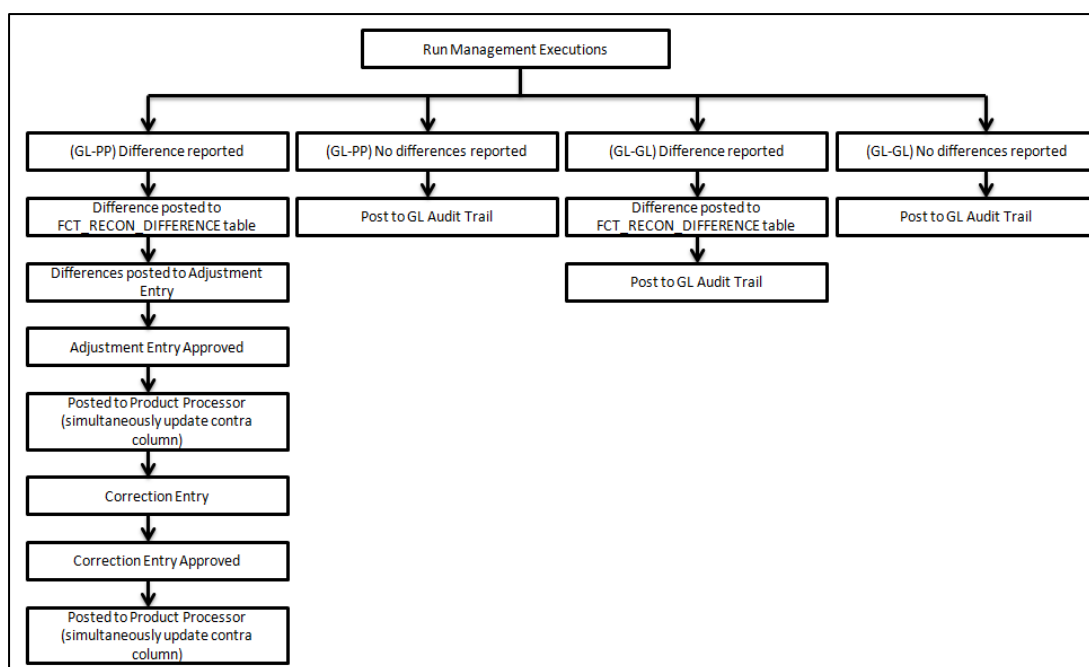 Run Management Executions
(GL-PP) Difference reported
(GL-PP) No differences reported
(GL-GL) Difference reported
(GL-GL) No differences reported
Difference posted to
FCT_RECON_DIFFERENCE table
Post to GL Audit Trail
Difference posted to
FCT_RECON_DIFFERENCE table
Post to GL Audit Trail
Differences posted to Adjustment
Entry
Post to GL Audit Trail
Adjustment Entry Approved
Posted to Product Processor
(simultaneously update contra
column)
Correction Entry
Correction Entry Approved
Posted to Product Processor
(simultaneously update contra
column)